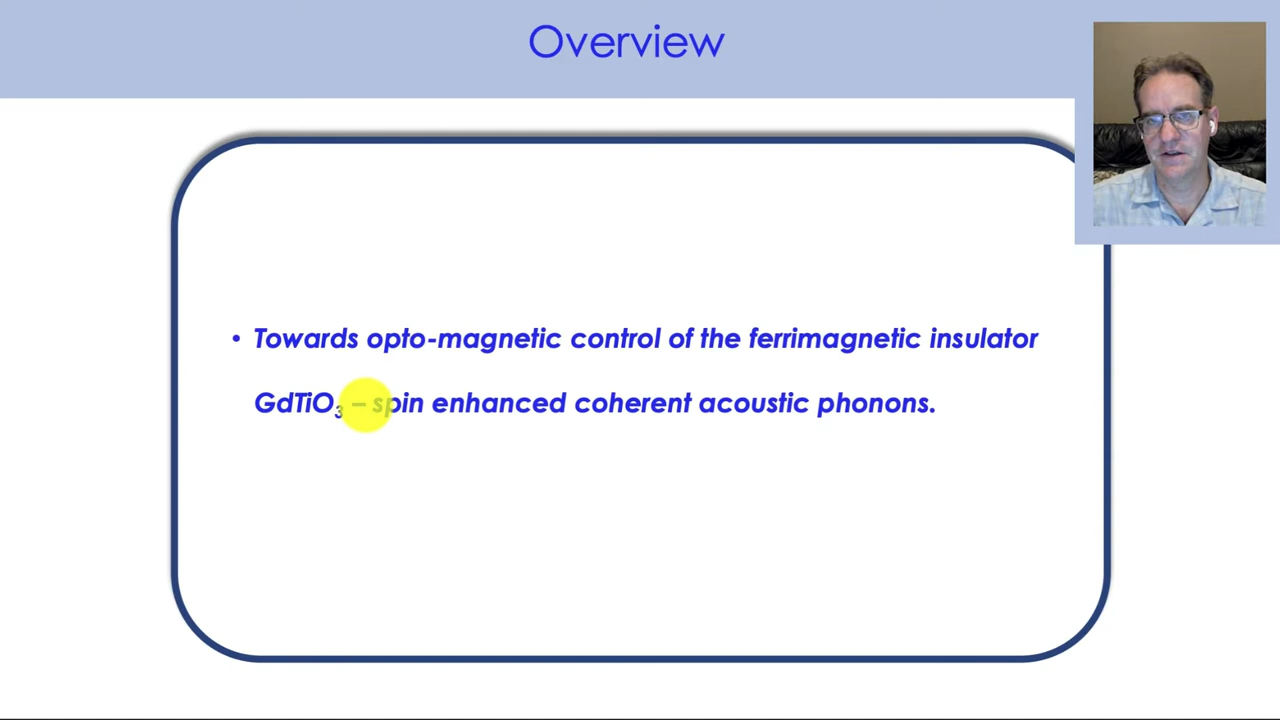 Overview
• Towards opto-magnetic control of the ferrimagnetic insulator
GdTiO₃ – spin enhanced coherent acoustic phonons.